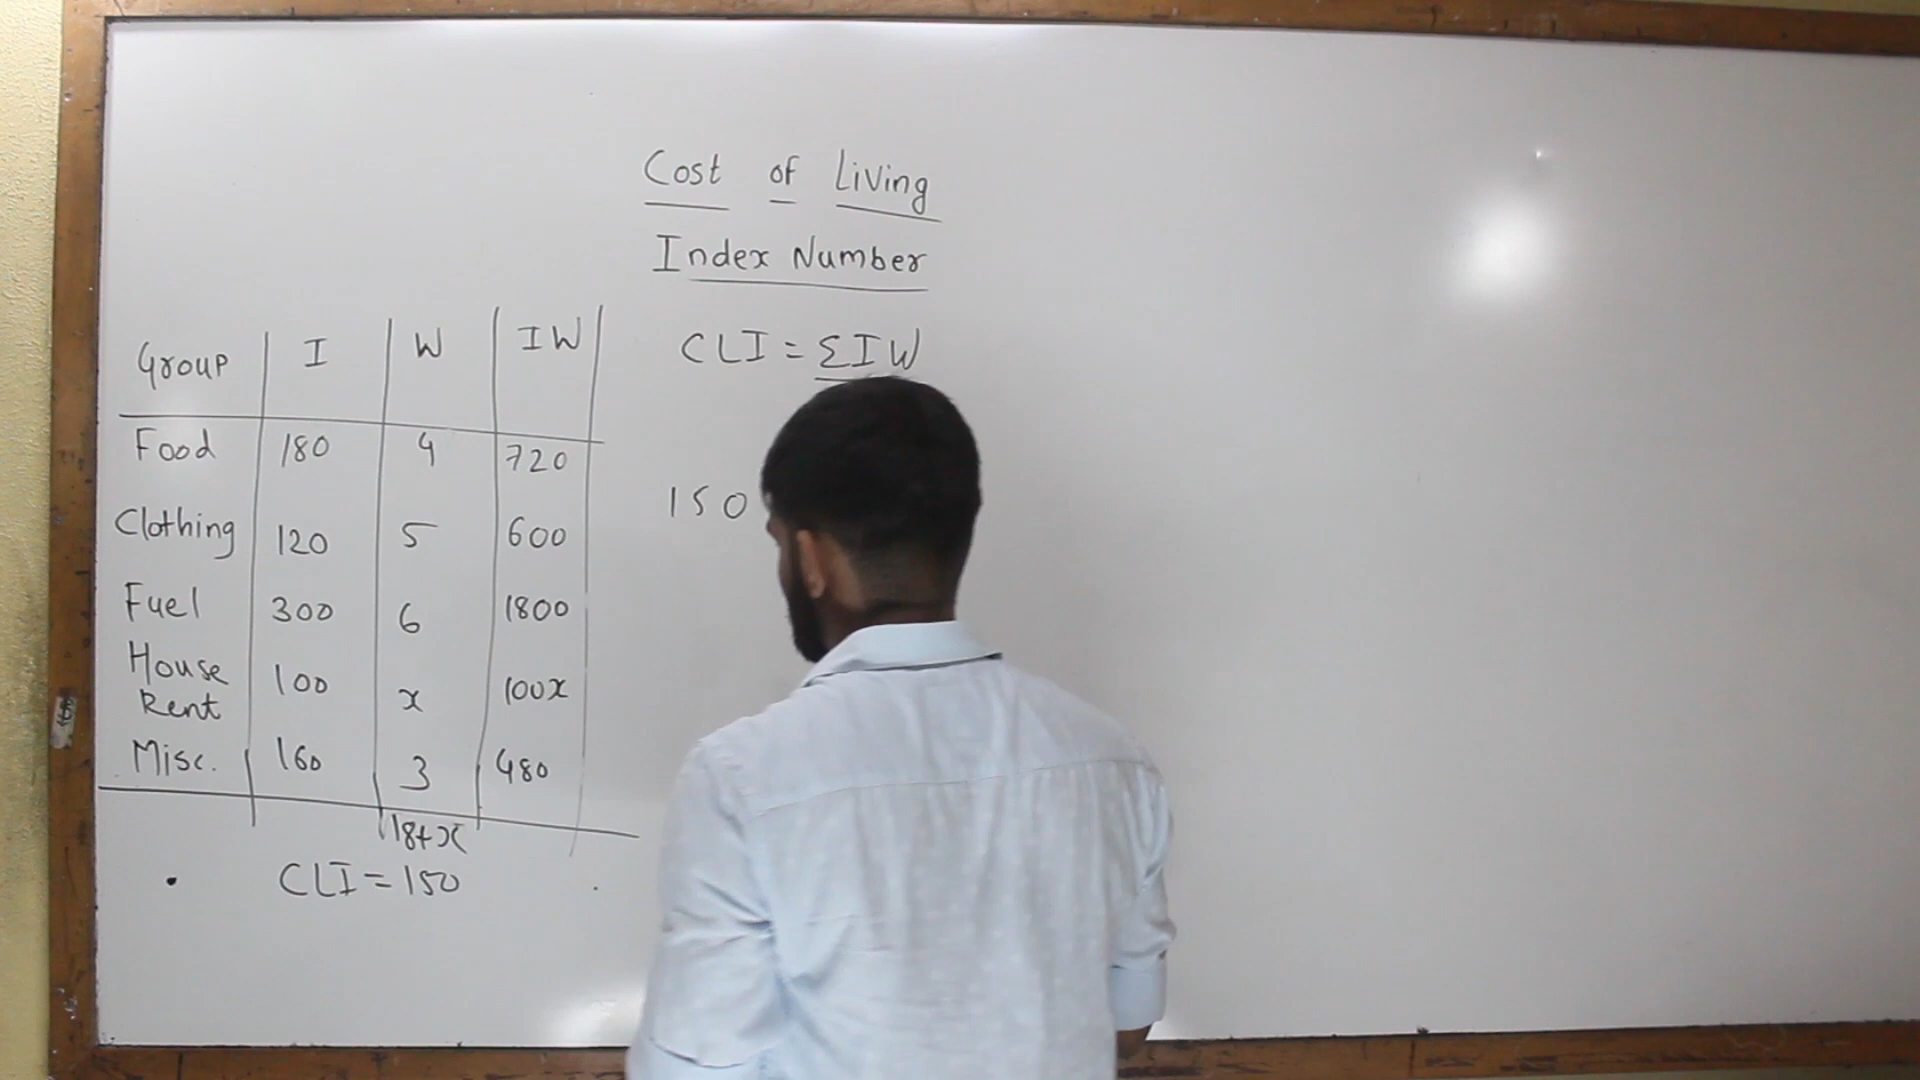 Cost of Living
Index Number
Group I W IW
Food 180 4 720
Clothing 120 5 600
Fuel 300 6 1800
House Rent 100 x 100x
Misc. 160 3 480
18+x
CLI = 150
CLI = ΣIW
150